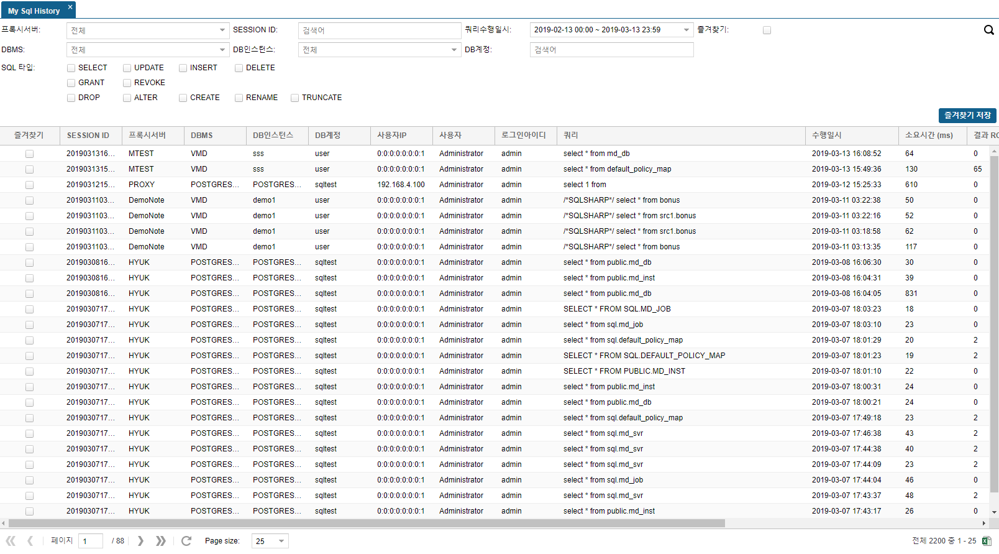 My Sql History ×
프록시서버: 전체 SESSION ID: 검색어 쿼리수행일시: 2019-02-13 00:00 ~ 2019-03-13 23:59 즐겨찾기:
DBMS: 전체 DB인스턴스: 전체 DB계정: 검색어
SQL 타입: SELECT UPDATE INSERT DELETE
GRANT REVOKE
DROP ALTER CREATE RENAME TRUNCATE
즐겨찾기 저장
즐겨찾기 SESSION ID 프록시서버 DBMS DB인스턴스 DB계정 사용자IP 사용자 로그인아이디 쿼리 수행일시 소요시간 (ms) 결과 RO
2019031316... MTEST VMD sss user 0:0:0:0:0:0:0:1 Administrator admin select * from md_db 2019-03-13 16:08:52 64 0
2019031315... MTEST VMD sss user 0:0:0:0:0:0:0:1 Administrator admin select * from default_policy_map 2019-03-13 15:49:36 130 65
2019031215... PROXY POSTGRES... POSTGRES... sqltest 192.168.4.100 Administrator admin select 1 from 2019-03-12 15:25:33 610 0
2019031103... DemoNote VMD demo1 user 0:0:0:0:0:0:0:1 Administrator admin /*SQLSHARP*/ select * from bonus 2019-03-11 03:22:38 50 0
2019031103... DemoNote VMD demo1 user 0:0:0:0:0:0:0:1 Administrator admin /*SQLSHARP*/ select * from src1.bonus 2019-03-11 03:22:16 52 0
2019031103... DemoNote VMD demo1 user 0:0:0:0:0:0:0:1 Administrator admin /*SQLSHARP*/ select * from src1.bonus 2019-03-11 03:18:58 62 0
2019031103... DemoNote VMD demo1 user 0:0:0:0:0:0:0:1 Administrator admin /*SQLSHARP*/ select * from bonus 2019-03-11 03:13:35 117 0
2019030816... HYUK POSTGRES... POSTGRES... sqltest 0:0:0:0:0:0:0:1 Administrator admin select * from public.md_db 2019-03-08 16:06:30 30 0
2019030816... HYUK POSTGRES... POSTGRES... sqltest 0:0:0:0:0:0:0:1 Administrator admin select * from public.md_inst 2019-03-08 16:04:31 39 0
2019030816... HYUK POSTGRES... POSTGRES... sqltest 0:0:0:0:0:0:0:1 Administrator admin select * from public.md_db 2019-03-08 16:04:05 831 0
2019030717... HYUK POSTGRES... POSTGRES... sqltest 0:0:0:0:0:0:0:1 Administrator admin SELECT * FROM SQL.MD_JOB 2019-03-07 18:03:23 18 0
2019030717... HYUK POSTGRES... POSTGRES... sqltest 0:0:0:0:0:0:0:1 Administrator admin select * from sql.md_job 2019-03-07 18:03:10 23 0
2019030717... HYUK POSTGRES... POSTGRES... sqltest 0:0:0:0:0:0:0:1 Administrator admin select * from sql.default_policy_map 2019-03-07 18:01:29 20 2
2019030717... HYUK POSTGRES... POSTGRES... sqltest 0:0:0:0:0:0:0:1 Administrator admin SELECT * FROM SQL.DEFAULT_POLICY_MAP 2019-03-07 18:01:23 19 2
2019030717... HYUK POSTGRES... POSTGRES... sqltest 0:0:0:0:0:0:0:1 Administrator admin SELECT * FROM PUBLIC.MD_INST 2019-03-07 18:01:10 22 0
2019030717... HYUK POSTGRES... POSTGRES... sqltest 0:0:0:0:0:0:0:1 Administrator admin select * from public.md_inst 2019-03-07 18:00:31 24 0
2019030717... HYUK POSTGRES... POSTGRES... sqltest 0:0:0:0:0:0:0:1 Administrator admin select * from public.md_db 2019-03-07 18:00:21 24 0
2019030717... HYUK POSTGRES... POSTGRES... sqltest 0:0:0:0:0:0:0:1 Administrator admin select * from sql.default_policy_map 2019-03-07 17:49:18 23 2
2019030717... HYUK POSTGRES... POSTGRES... sqltest 0:0:0:0:0:0:0:1 Administrator admin select * from sql.md_svr 2019-03-07 17:46:38 43 2
2019030717... HYUK POSTGRES... POSTGRES... sqltest 0:0:0:0:0:0:0:1 Administrator admin select * from sql.md_svr 2019-03-07 17:44:38 40 2
2019030717... HYUK POSTGRES... POSTGRES... sqltest 0:0:0:0:0:0:0:1 Administrator admin select * from sql.md_svr 2019-03-07 17:44:09 23 2
2019030717... HYUK POSTGRES... POSTGRES... sqltest 0:0:0:0:0:0:0:1 Administrator admin select * from sql.md_job 2019-03-07 17:44:04 46 0
2019030717... HYUK POSTGRES... POSTGRES... sqltest 0:0:0:0:0:0:0:1 Administrator admin select * from sql.md_svr 2019-03-07 17:43:37 48 2
2019030717... HYUK POSTGRES... POSTGRES... sqltest 0:0:0:0:0:0:0:1 Administrator admin select * from public.md_inst 2019-03-07 17:43:17 26 0
페이지 1 / 88 Page size: 25 전체 2200 중 1 - 25